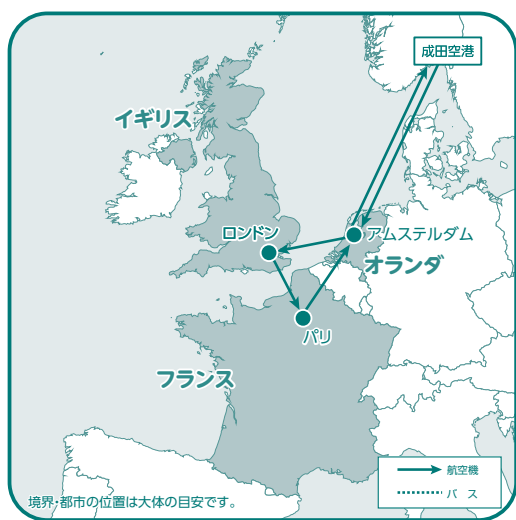 成田空港
イギリス
ロンドン
アムステルダム
オランダ
パリ
フランス
航空機
バス
境界・都市の位置は大体の目安です。